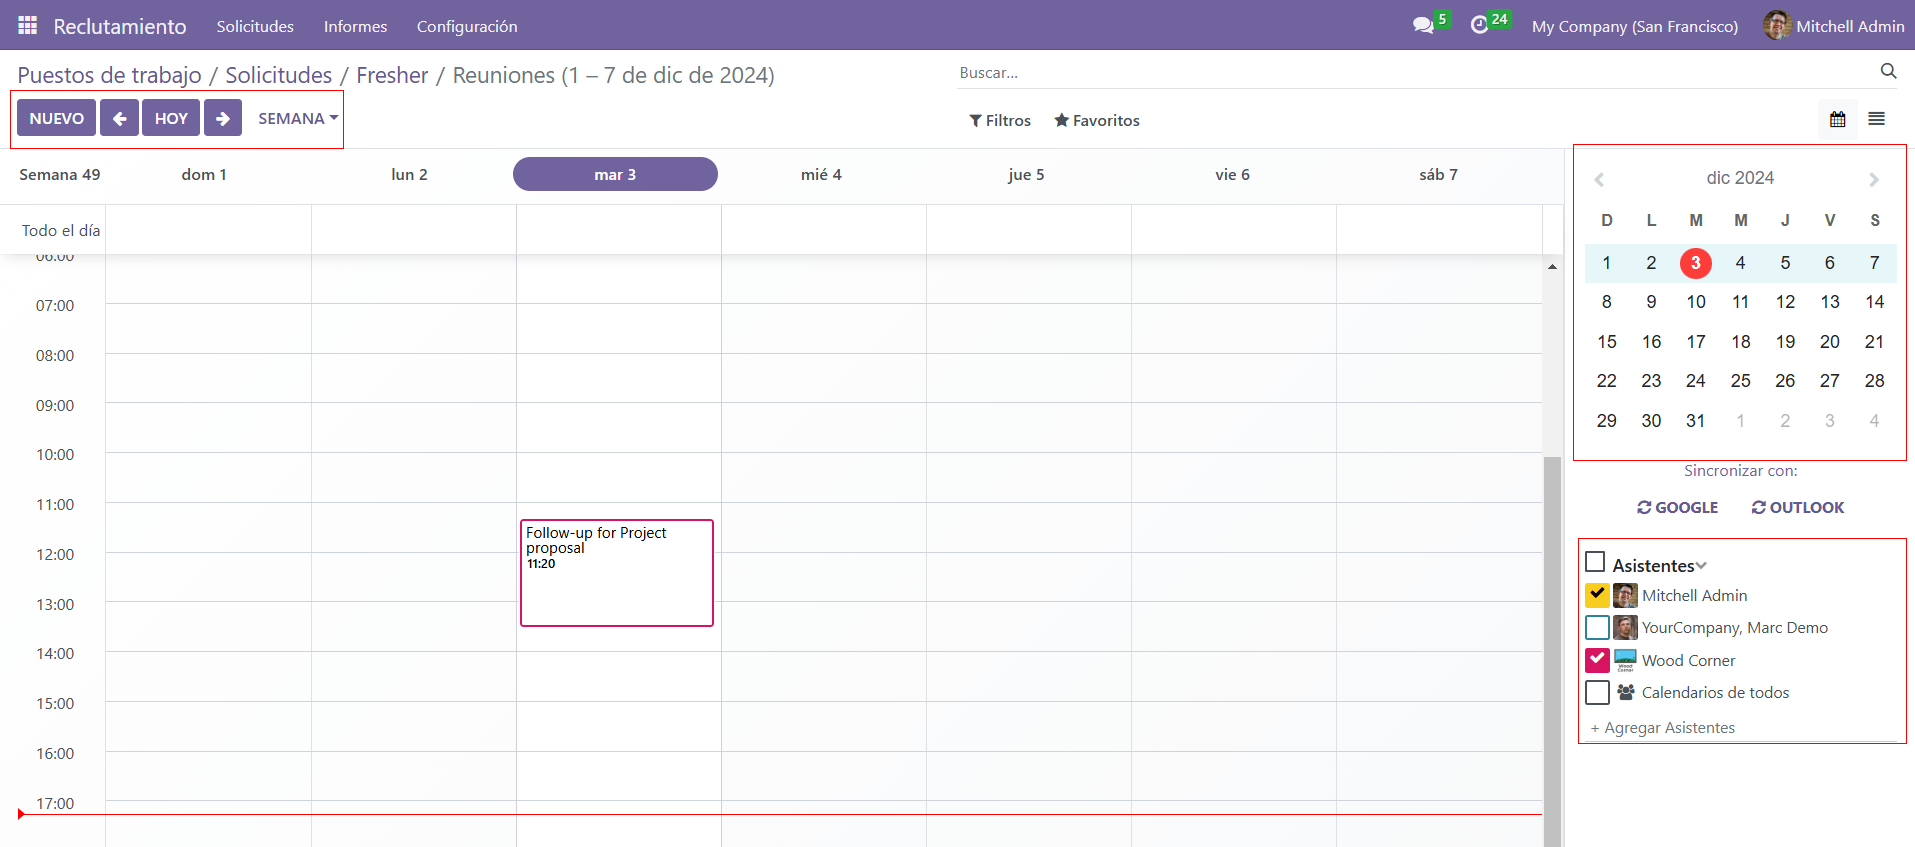 Reclutamiento Solicitudes Informes Configuración 5 24 My Company (San Francisco) Mitchell Admin
Puestos de trabajo / Solicitudes / Fresher / Reuniones (1 – 7 de dic de 2024)
Buscar...
NUEVO HOY SEMANA
Filtros Favoritos
Semana 49 dom 1 lun 2 mar 3 mié 4 jue 5 vie 6 sáb 7
Todo el día
06:00
07:00
08:00
09:00
10:00
11:00
Follow-up for Project
proposal
11:20
12:00
13:00
14:00
15:00
16:00
17:00
dic 2024
D L M M J V S
1 2 3 4 5 6 7
8 9 10 11 12 13 14
15 16 17 18 19 20 21
22 23 24 25 26 27 28
29 30 31 1 2 3 4
Sincronizar con:
GOOGLE OUTLOOK
Asistentes
Mitchell Admin
YourCompany, Marc Demo
Wood Corner
Calendarios de todos
+ Agregar Asistentes